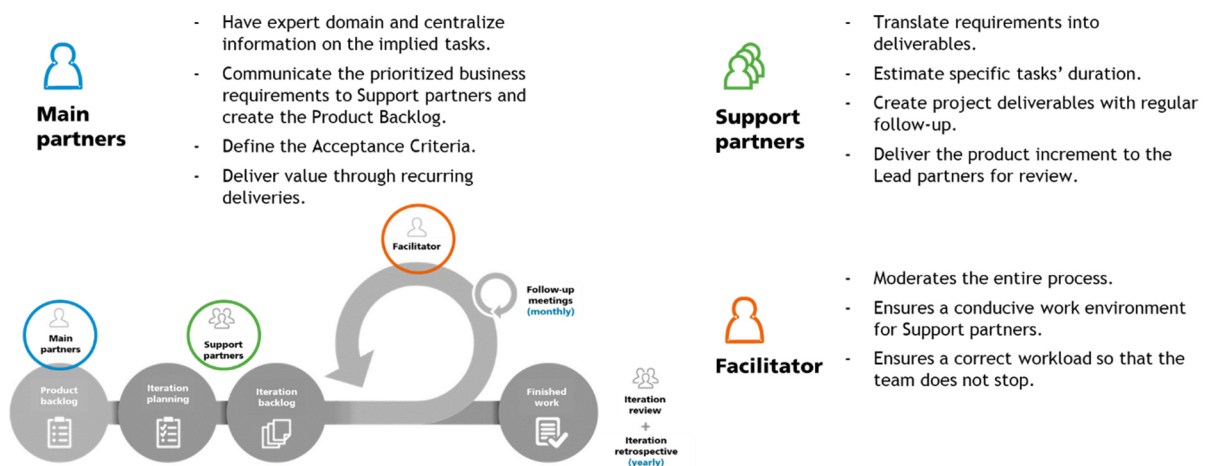 - Have expert domain and centralize
information on the implied tasks.
- Communicate the prioritized business
requirements to Support partners and
create the Product Backlog.
- Define the Acceptance Criteria.
- Deliver value through recurring
deliveries.
Main
partners
- Translate requirements into
deliverables.
- Estimate specific tasks’ duration.
- Create project deliverables with regular
follow-up.
- Deliver the product increment to the
Lead partners for review.
Support
partners
Facilitator
Follow-up
meetings
(monthly)
Main
partners
Support
partners
Product
backlog
Iteration
planning
Iteration
backlog
Finished
work
Iteration
review
+
Iteration
retrospective
(yearly)
- Moderates the entire process.
- Ensures a conducive work environment
for Support partners.
- Ensures a correct workload so that the
team does not stop.
Facilitator